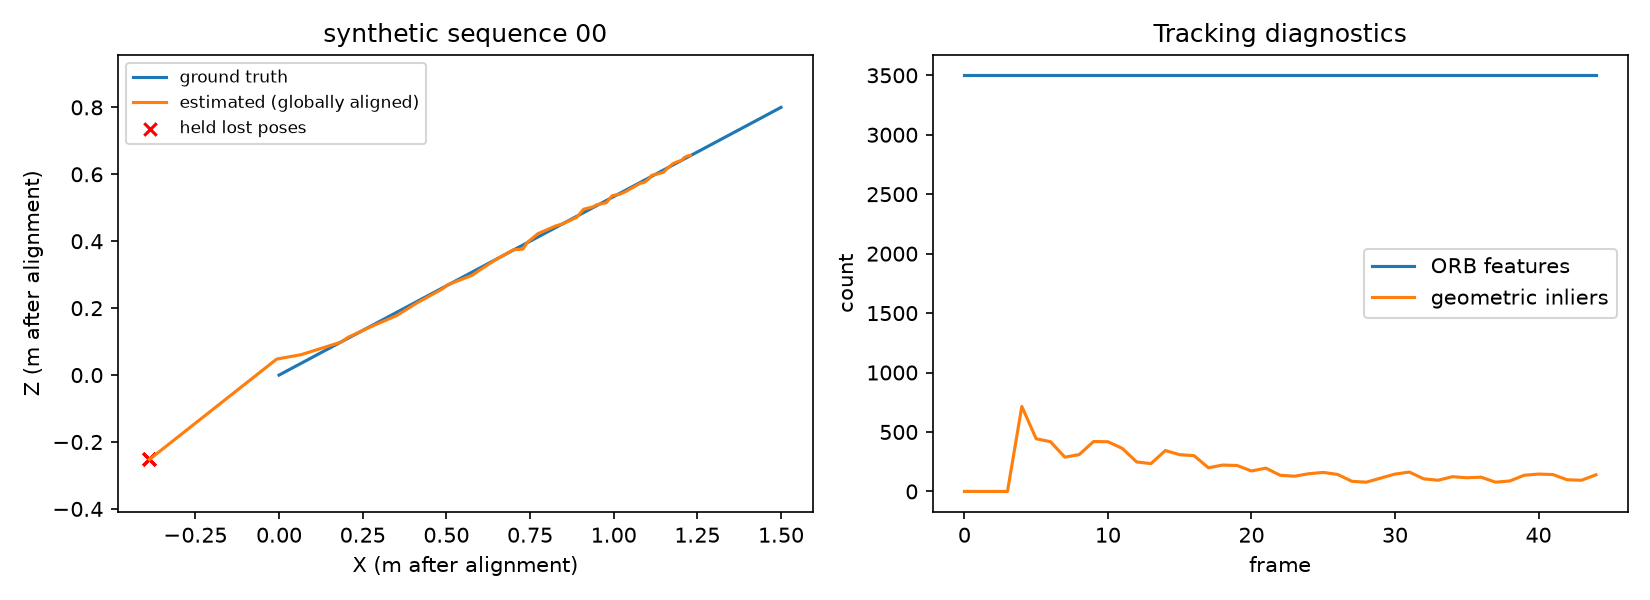 synthetic sequence 00
ground truth
estimated (globally aligned)
held lost poses
Z (m after alignment)
0.8
0.6
0.4
0.2
0.0
−0.2
−0.4
−0.25
0.00
0.25
0.50
0.75
1.00
1.25
1.50
X (m after alignment)
Tracking diagnostics
ORB features
geometric inliers
count
3500
3000
2500
2000
1500
1000
500
0
0
10
20
30
40
frame